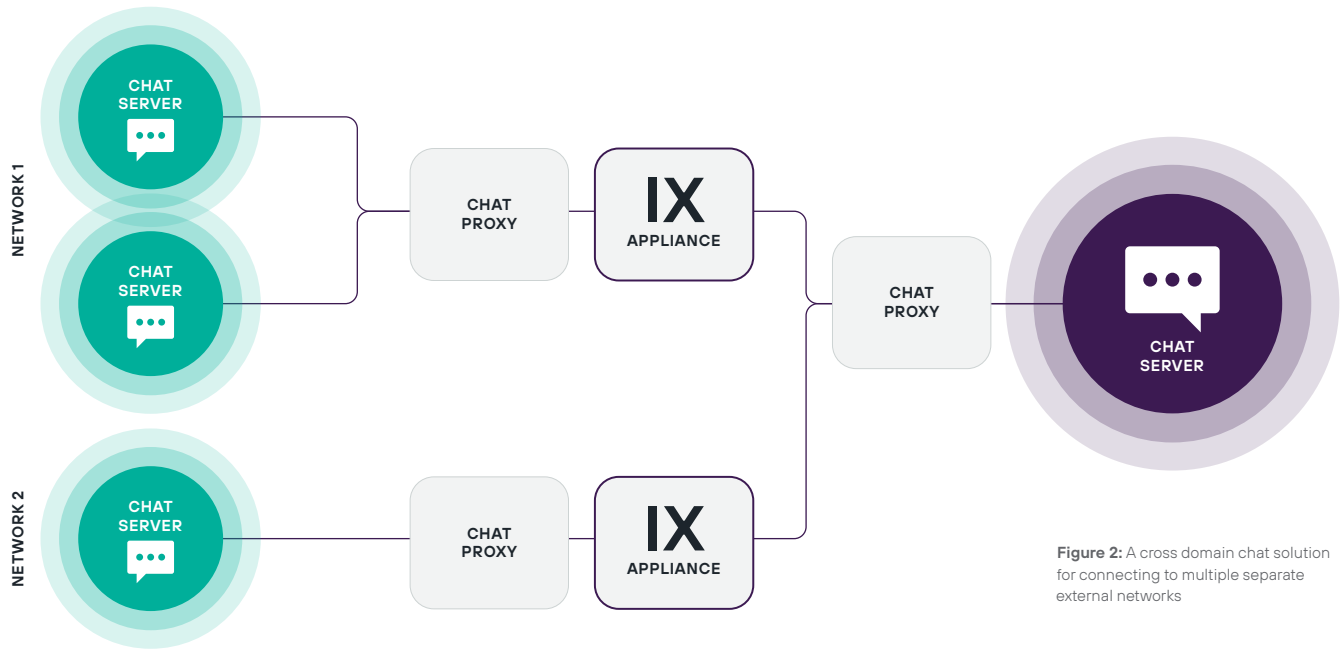 NETWORK 1
CHAT
SERVER
CHAT
SERVER
CHAT
PROXY
IX
APPLIANCE
CHAT
PROXY
CHAT
SERVER
NETWORK 2
CHAT
SERVER
CHAT
PROXY
IX
APPLIANCE
Figure 2: A cross domain chat solution
for connecting to multiple separate
external networks